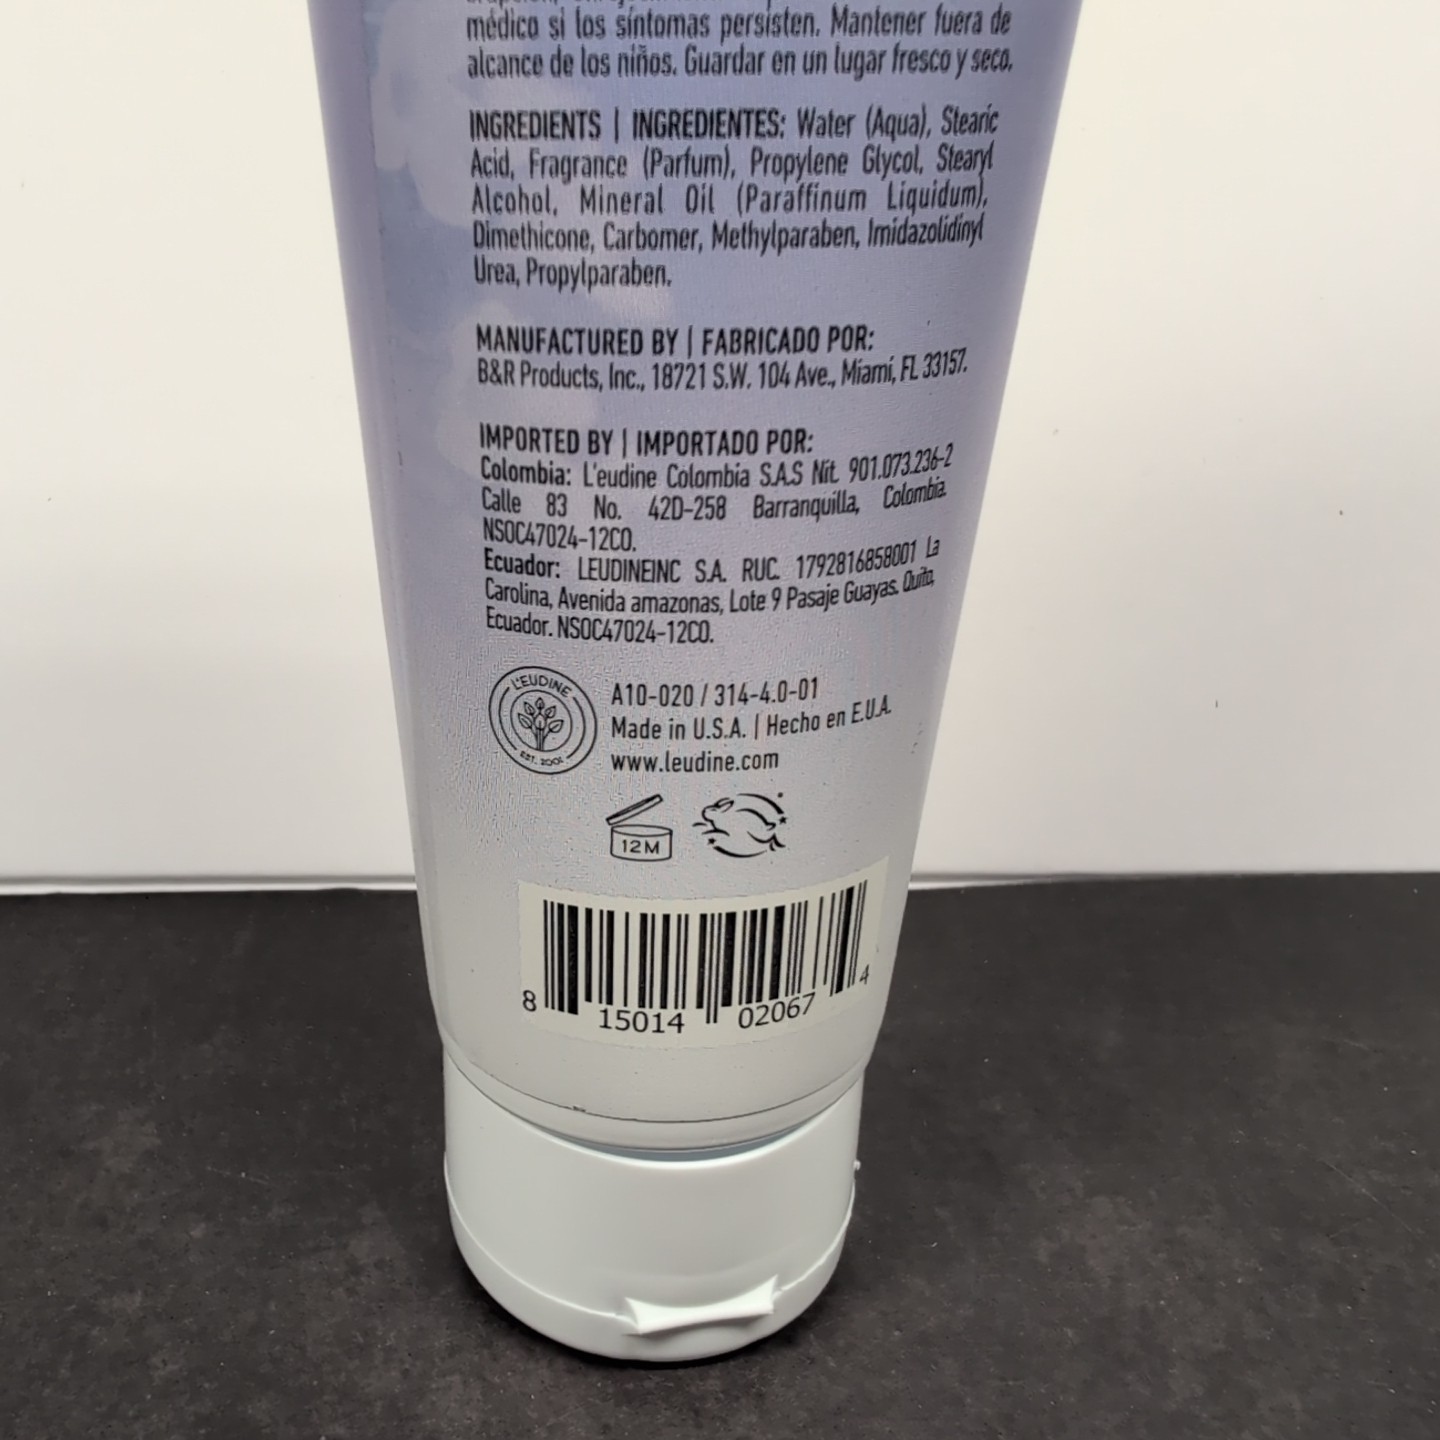 médico si los síntomas persisten. Mantener fuera de
alcance de los niños. Guardar en un lugar fresco y seco.
INGREDIENTS | INGREDIENTES: Water (Aqua), Stearic
Acid, Fragrance (Parfum), Propylene Glycol, Stearyl
Alcohol, Mineral Oil (Paraffinum Liquidum),
Dimethicone, Carbomer, Methylparaben, Imidazolidinyl
Urea, Propylparaben.
MANUFACTURED BY | FABRICADO POR:
B&R Products, Inc., 18721 S.W. 104 Ave., Miami, FL 33157.
IMPORTED BY | IMPORTADO POR:
Colombia: L'eudine Colombia S.A.S Nit. 901.073.236-2
Calle 83 No. 42D-258 Barranquilla, Colombia.
NSOC47024-12CO.
Ecuador: LEUDINEINC S.A. RUC. 1792816858001 La
Carolina, Avenida amazonas, Lote 9 Pasaje Guayas. Quito,
Ecuador. NSOC47024-12CO.
L'EUDINE
EST. 2001
A10-020 / 314-4.0-01
Made in U.S.A. | Hecho en E.U.A.
www.leudine.com
12M
8 15014 02067 4